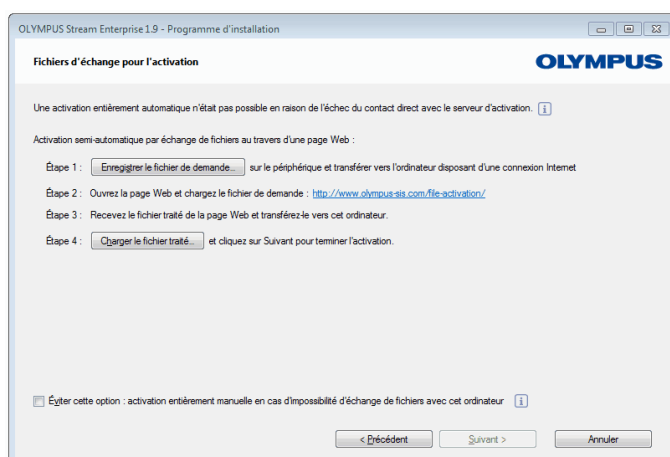 OLYMPUS Stream Enterprise 1.9 - Programme d'installation
Fichiers d'échange pour l'activation
OLYMPUS
Une activation entièrement automatique n'était pas possible en raison de l'échec du contact direct avec le serveur d'activation. i
Activation semi-automatique par échange de fichiers au travers d'une page Web :
Étape 1 : Enregistrer le fichier de demande... sur le périphérique et transférer vers l'ordinateur disposant d'une connexion Internet
Étape 2 : Ouvrez la page Web et chargez le fichier de demande : http://www.olympus-sis.com/file-activation/
Étape 3 : Recevez le fichier traité de la page Web et transférez-le vers cet ordinateur.
Étape 4 : Charger le fichier traité... et cliquez sur Suivant pour terminer l'activation.
Éviter cette option : activation entièrement manuelle en cas d'impossibilité d'échange de fichiers avec cet ordinateur i
< Précédent Suivant > Annuler